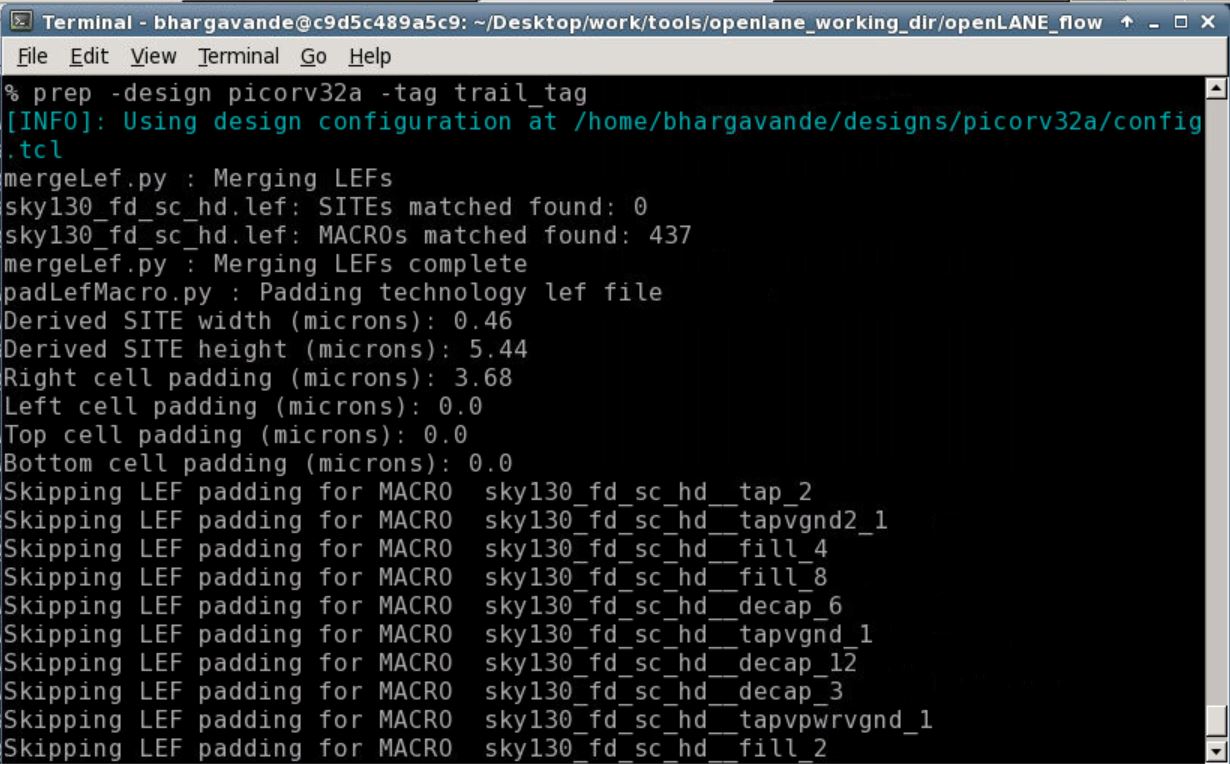 Terminal - bhargavande@c9d5c489a5c9: ~/Desktop/work/tools/openlane_working_dir/openLANE_flow
File Edit View Terminal Go Help
% prep -design picorv32a -tag trail_tag
[INFO]: Using design configuration at /home/bhargavande/designs/picorv32a/config
.tcl
mergeLef.py : Merging LEFs
sky130_fd_sc_hd.lef: SITEs matched found: 0
sky130_fd_sc_hd.lef: MACROs matched found: 437
mergeLef.py : Merging LEFs complete
padLefMacro.py : Padding technology lef file
Derived SITE width (microns): 0.46
Derived SITE height (microns): 5.44
Right cell padding (microns): 3.68
Left cell padding (microns): 0.0
Top cell padding (microns): 0.0
Bottom cell padding (microns): 0.0
Skipping LEF padding for MACRO  sky130_fd_sc_hd__tap_2
Skipping LEF padding for MACRO  sky130_fd_sc_hd__tapvgnd2_1
Skipping LEF padding for MACRO  sky130_fd_sc_hd__fill_4
Skipping LEF padding for MACRO  sky130_fd_sc_hd__fill_8
Skipping LEF padding for MACRO  sky130_fd_sc_hd__decap_6
Skipping LEF padding for MACRO  sky130_fd_sc_hd__tapvgnd_1
Skipping LEF padding for MACRO  sky130_fd_sc_hd__decap_12
Skipping LEF padding for MACRO  sky130_fd_sc_hd__decap_3
Skipping LEF padding for MACRO  sky130_fd_sc_hd__tapvpwrvgnd_1
Skipping LEF padding for MACRO  sky130_fd_sc_hd__fill_2